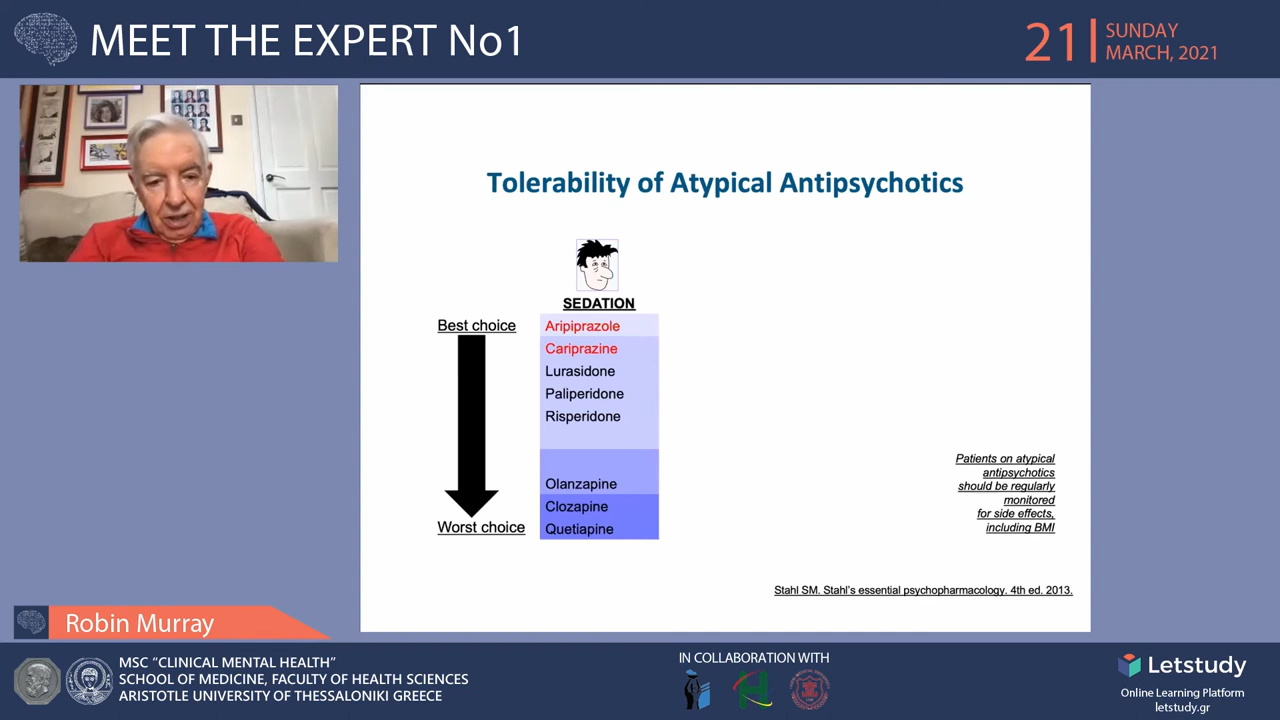 MEET THE EXPERT No1
21
SUNDAY
MARCH, 2021
Tolerability of Atypical Antipsychotics
SEDATION
Best choice
Aripiprazole
Cariprazine
Lurasidone
Paliperidone
Risperidone
Olanzapine
Clozapine
Quetiapine
Worst choice
Patients on atypical
antipsychotics
should be regularly
monitored
for side effects,
including BMI
Stahl SM. Stahl's essential psychopharmacology. 4th ed. 2013.
Robin Murray
MSC “CLINICAL MENTAL HEALTH”
SCHOOL OF MEDICINE, FACULTY OF HEALTH SCIENCES
ARISTOTLE UNIVERSITY OF THESSALONIKI GREECE
IN COLLABORATION WITH
Letstudy
Online Learning Platform
letstudy.gr